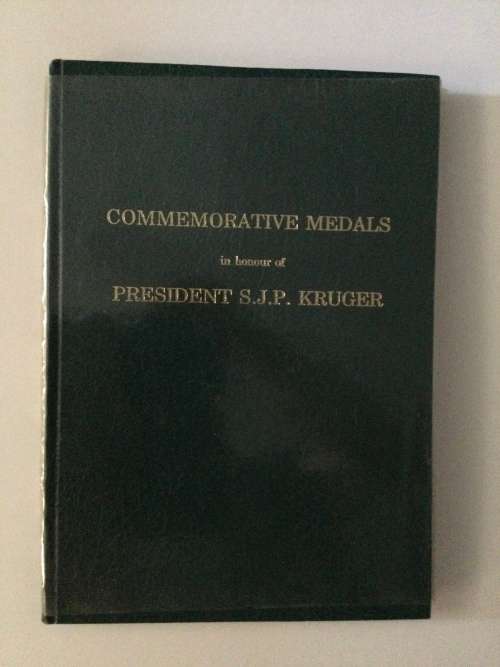 COMMEMORATIVE MEDALS
in honour of
PRESIDENT S.J.P. KRUGER